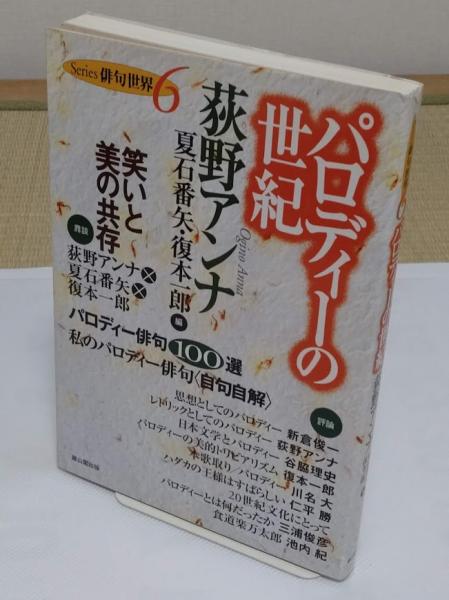 Series 俳句世界 6
パロディーの
世紀
荻野アンナ
Ogino Anna
夏石番矢・復本一郎 編
笑いと
美の共存
鼎談
荻野アンナ×
夏石番矢×
復本一郎
パロディー俳句100選
私のパロディー俳句〈自句自解〉
評論
思想としてのパロディー 新倉俊一
レトリックとしてのパロディー 荻野アンナ
日本文学とパロディー 谷脇理史
パロディーの美的トリビアリズム 復本一郎
本歌取り/パロディー 川名 大
ハダカの王様はすばらしい 仁平 勝
20世紀文化にとって
パロディーとは何だったか 三浦俊彦
食道楽万太郎 池内 紀
雄山閣出版